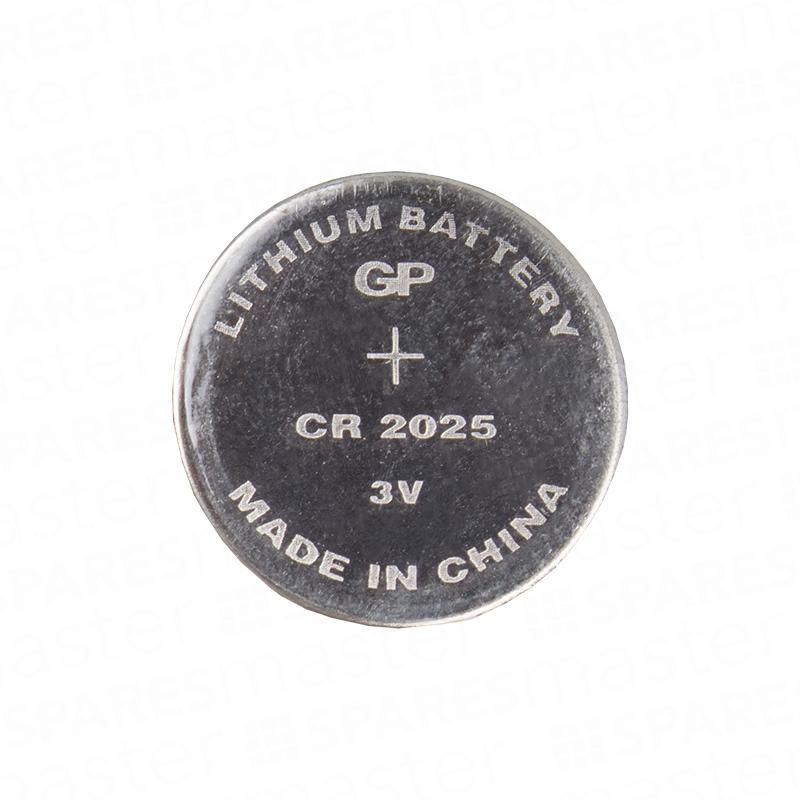 LITHIUM BATTERY
GP
+
CR 2025
3V
MADE IN CHINA
SPARESmaster